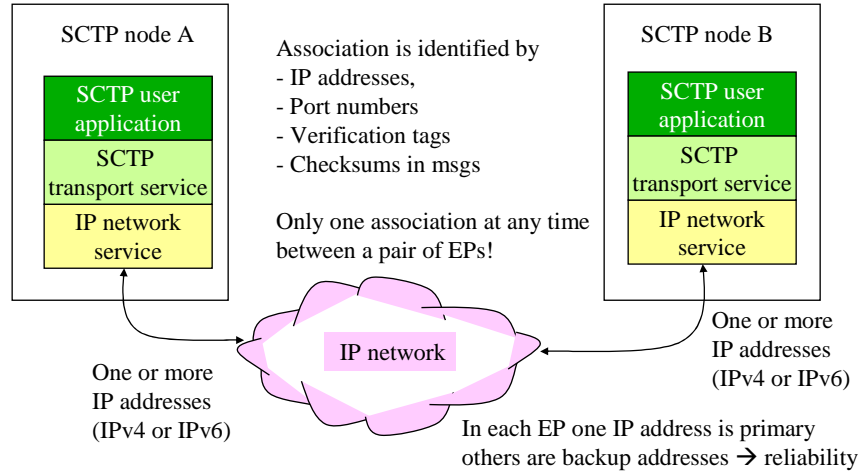 SCTP node A
SCTP user
application
SCTP
transport service
IP network
service
Association is identified by
- IP addresses,
- Port numbers
- Verification tags
- Checksums in msgs
Only one association at any time
between a pair of EPs!
SCTP node B
SCTP user
application
SCTP
transport service
IP network
service
IP network
One or more
IP addresses
(IPv4 or IPv6)
One or more
IP addresses
(IPv4 or IPv6)
In each EP one IP address is primary
others are backup addresses → reliability